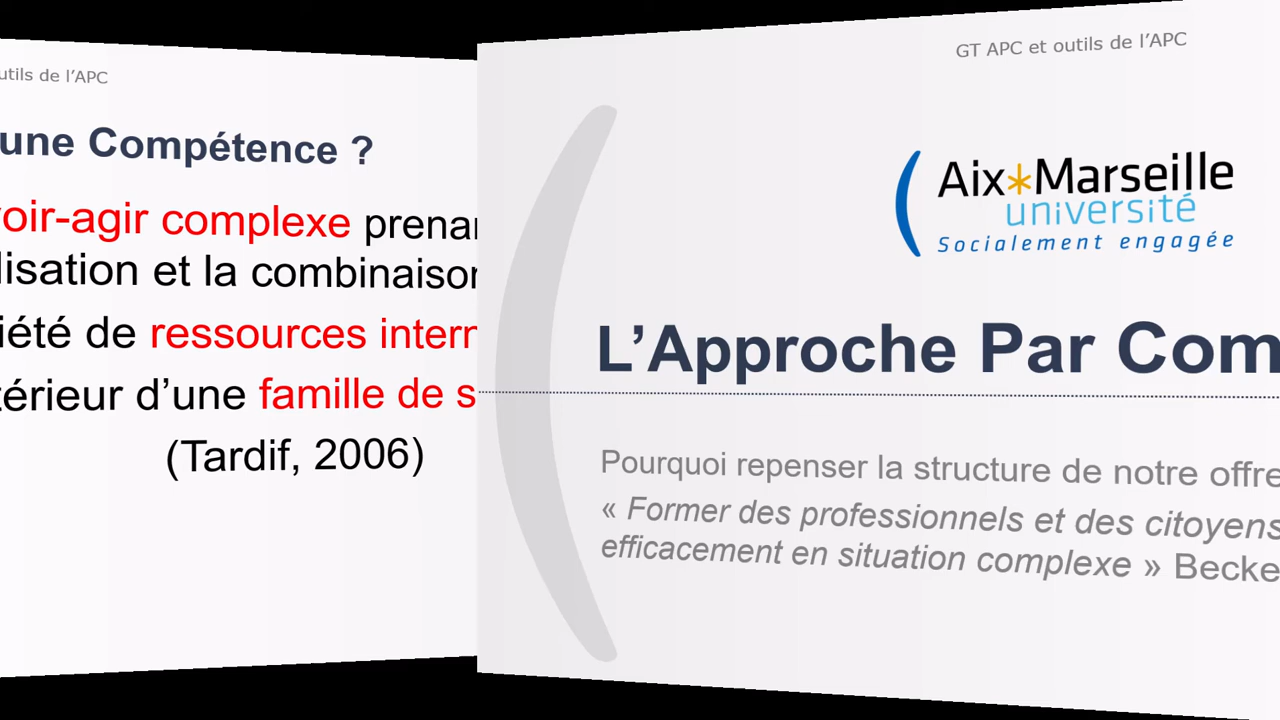 utils de l'APC
une Compétence ?
oir-agir complexe prenan
lisation et la combinaison
iété de ressources intern
térieur d'une famille de s
(Tardif, 2006)
GT APC et outils de l'APC
Aix Marseille
université
Socialement engagée
L'Approche Par Com
Pourquoi repenser la structure de notre offre
« Former des professionnels et des citoyens
efficacement en situation complexe » Becke